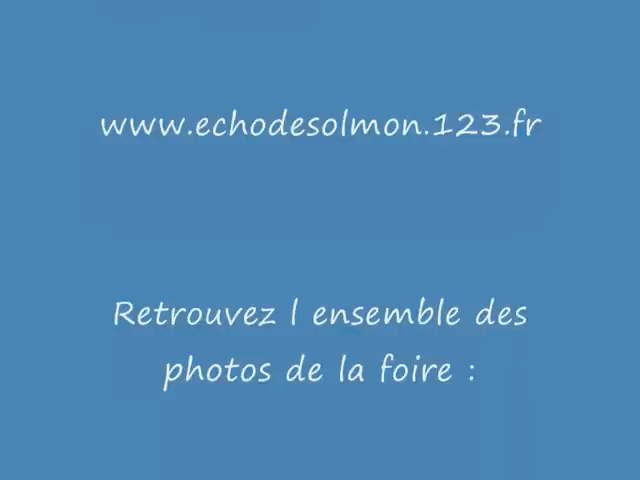 www.echodesolmon.123.fr
Retrouvez l ensemble des
photos de la foire :